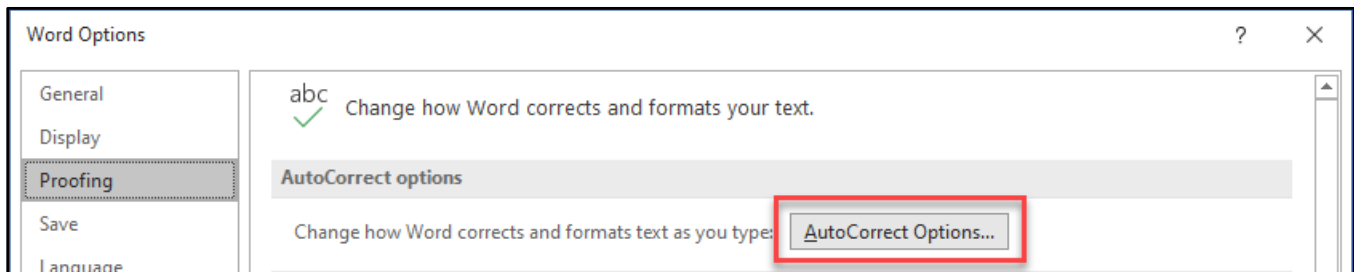 Word Options ? ×
General
Display
Proofing
Save
Language
abc
Change how Word corrects and formats your text.
AutoCorrect options
Change how Word corrects and formats text as you type: AutoCorrect Options...